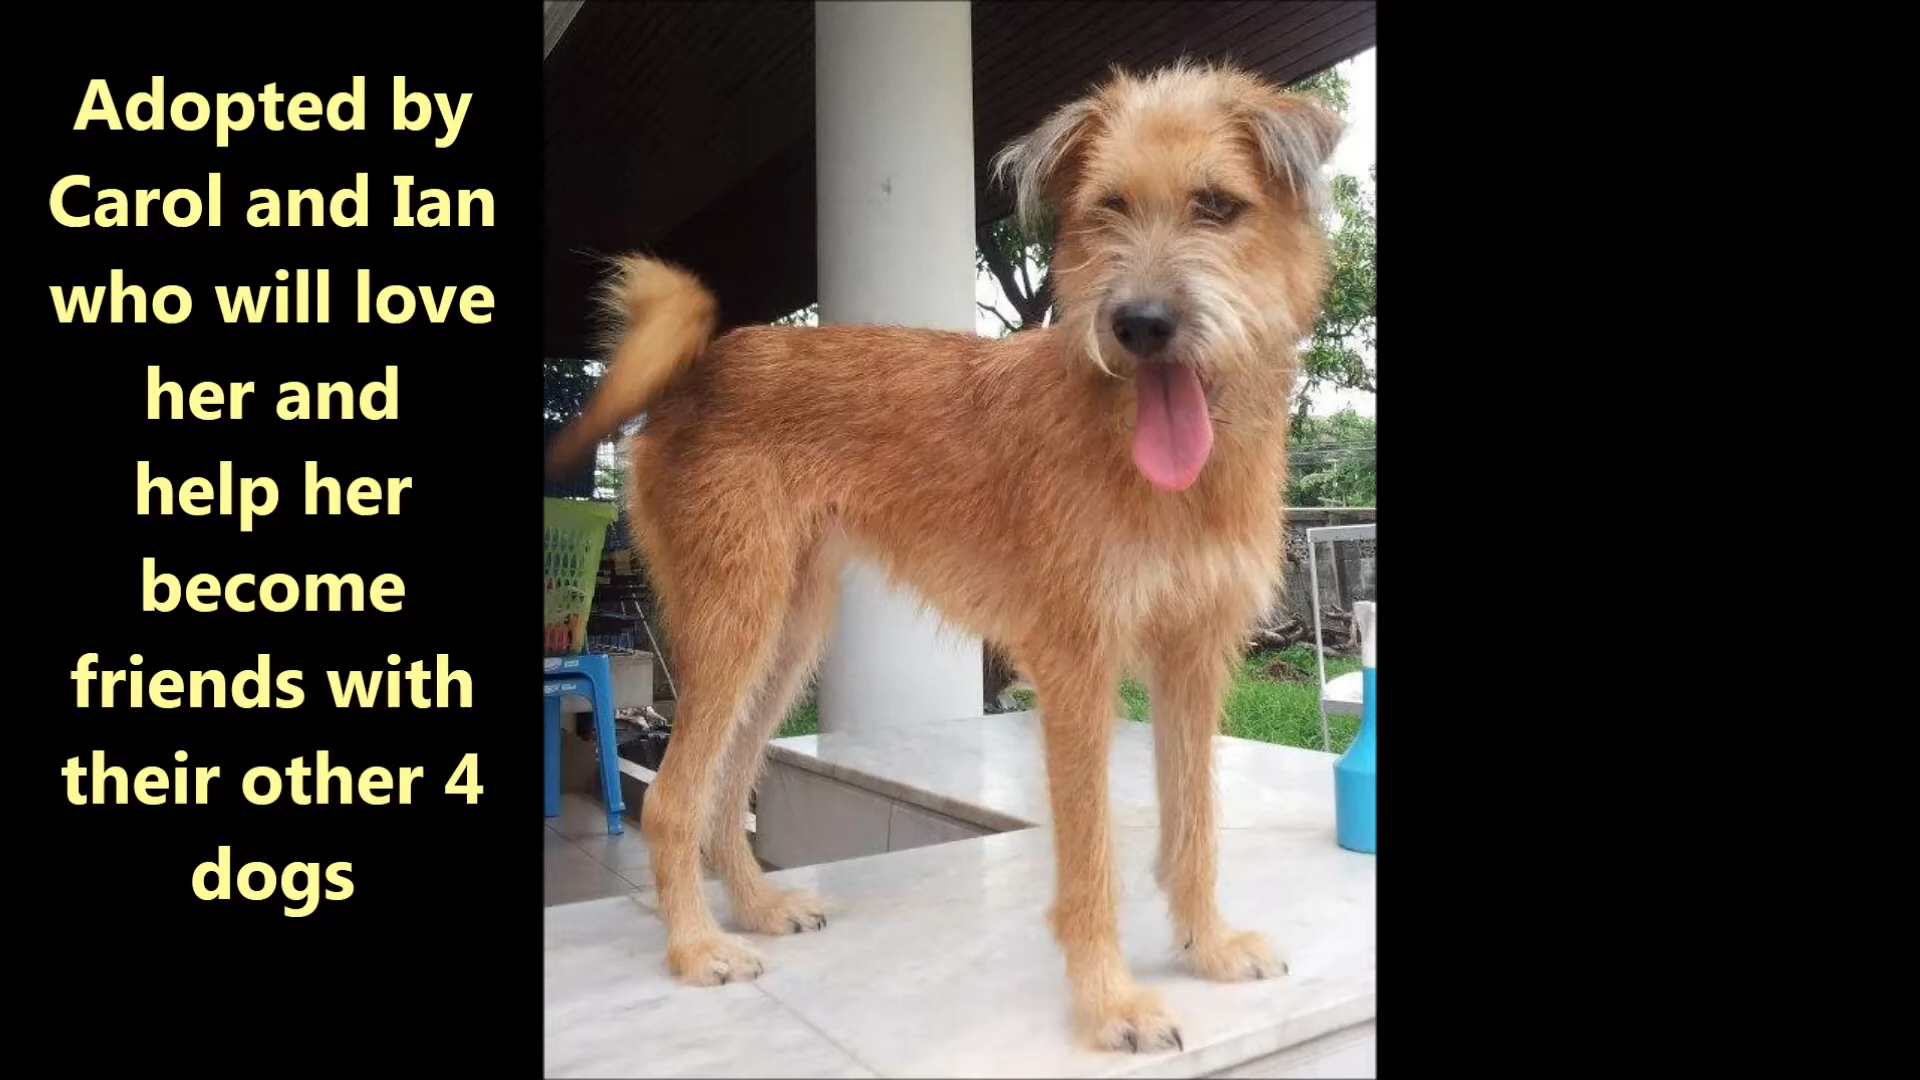 Adopted by
Carol and Ian
who will love
her and
help her
become
friends with
their other 4
dogs